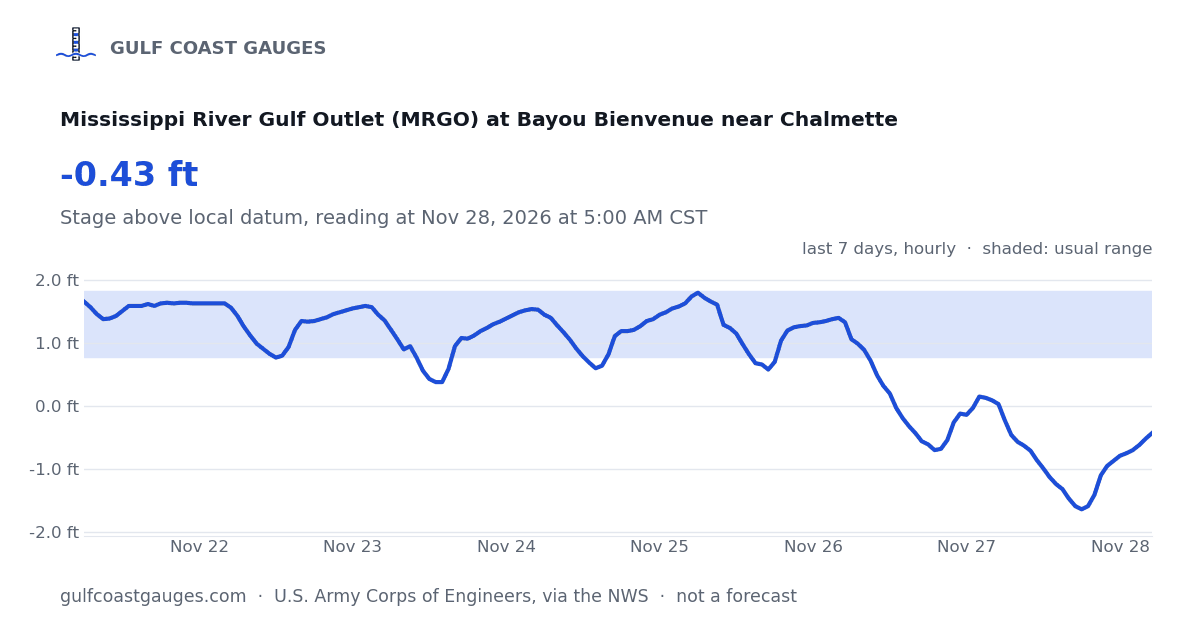 GULF COAST GAUGES
Mississippi River Gulf Outlet (MRGO) at Bayou Bienvenue near Chalmette
-0.43 ft
Stage above local datum, reading at Nov 28, 2026 at 5:00 AM CST
last 7 days, hourly · shaded: usual range
2.0 ft
1.0 ft
0.0 ft
-1.0 ft
-2.0 ft
Nov 22 Nov 23 Nov 24 Nov 25 Nov 26 Nov 27 Nov 28
gulfcoastgauges.com · U.S. Army Corps of Engineers, via the NWS · not a forecast